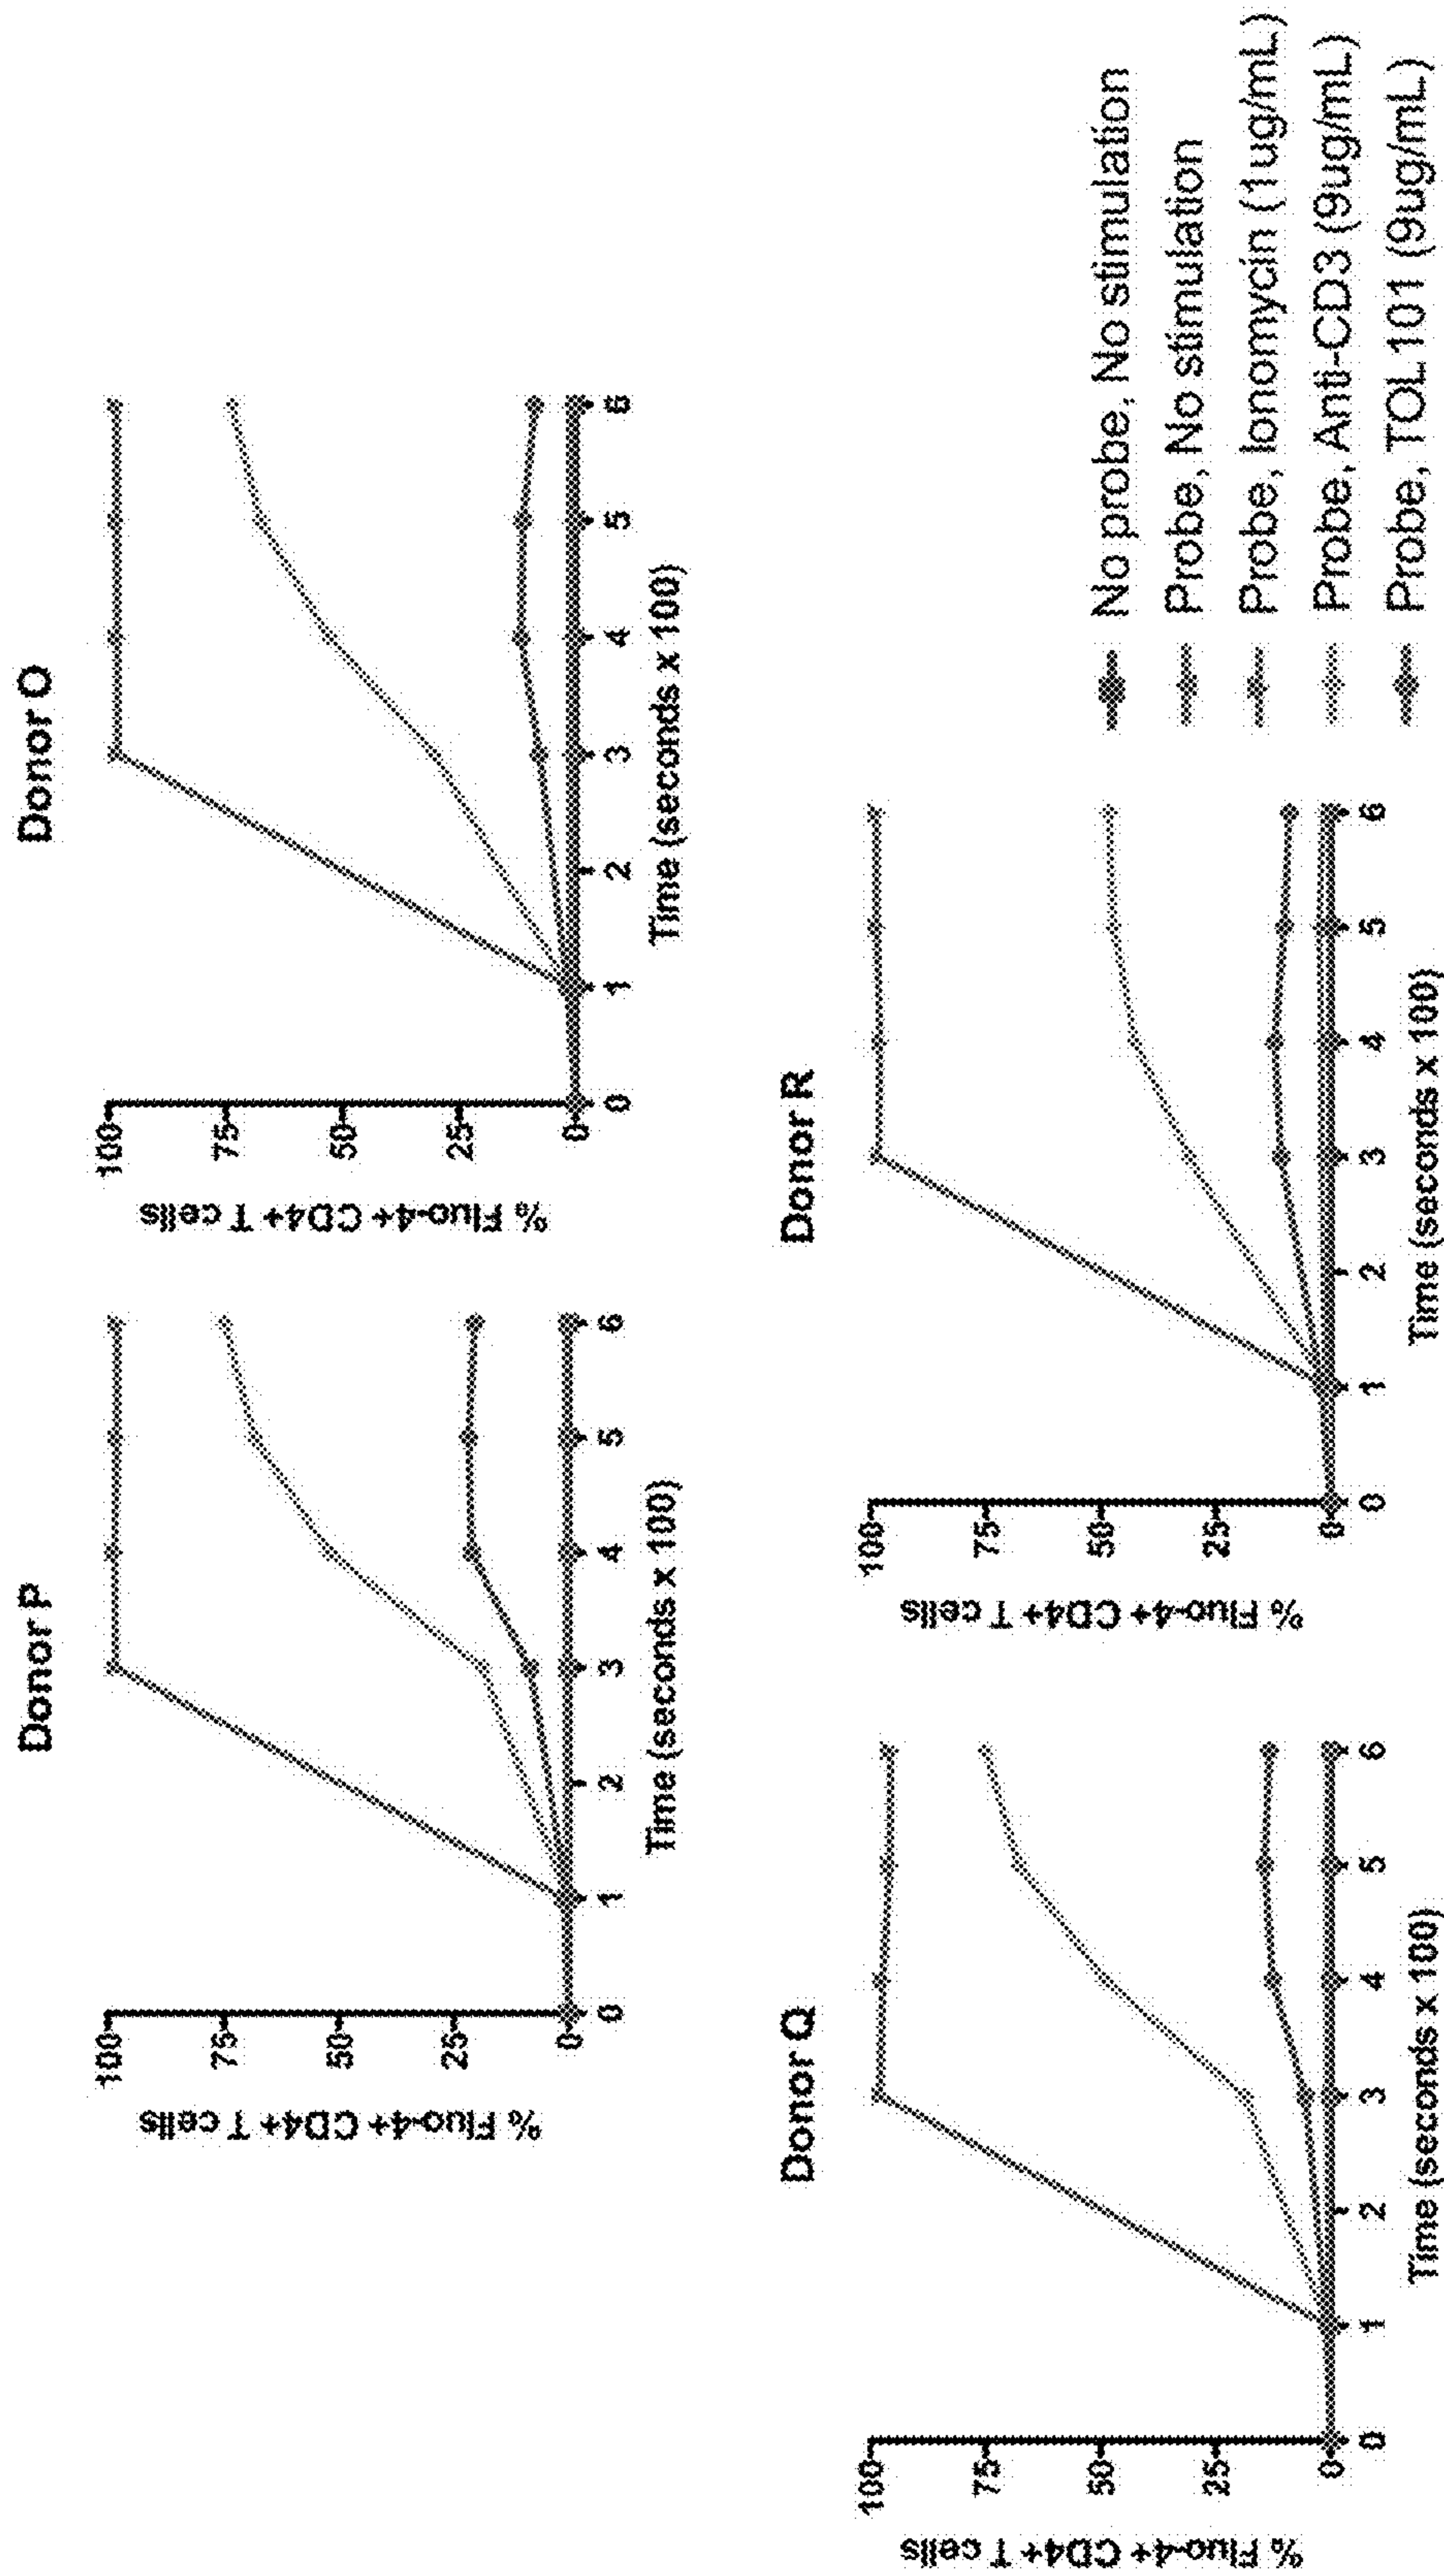 Donor P
% Fluo-4+ CD4+ T cells
100
75
50
25
0
0 1 2 3 4 5 6
Time (seconds x 100)
Donor O
% Fluo-4+ CD4+ T cells
100
75
50
25
0
0 1 2 3 4 5 6
Time (seconds x 100)
Donor Q
% Fluo-4+ CD4+ T cells
100
75
50
25
0
0 1 2 3 4 5 6
Time (seconds x 100)
Donor R
% Fluo-4+ CD4+ T cells
100
75
50
25
0
0 1 2 3 4 5 6
Time (seconds x 100)
No probe, No stimulation
Probe, No stimulation
Probe, Ionomycin (1ug/mL)
Probe, Anti-CD3 (9ug/mL)
Probe, TOL101 (9ug/mL)